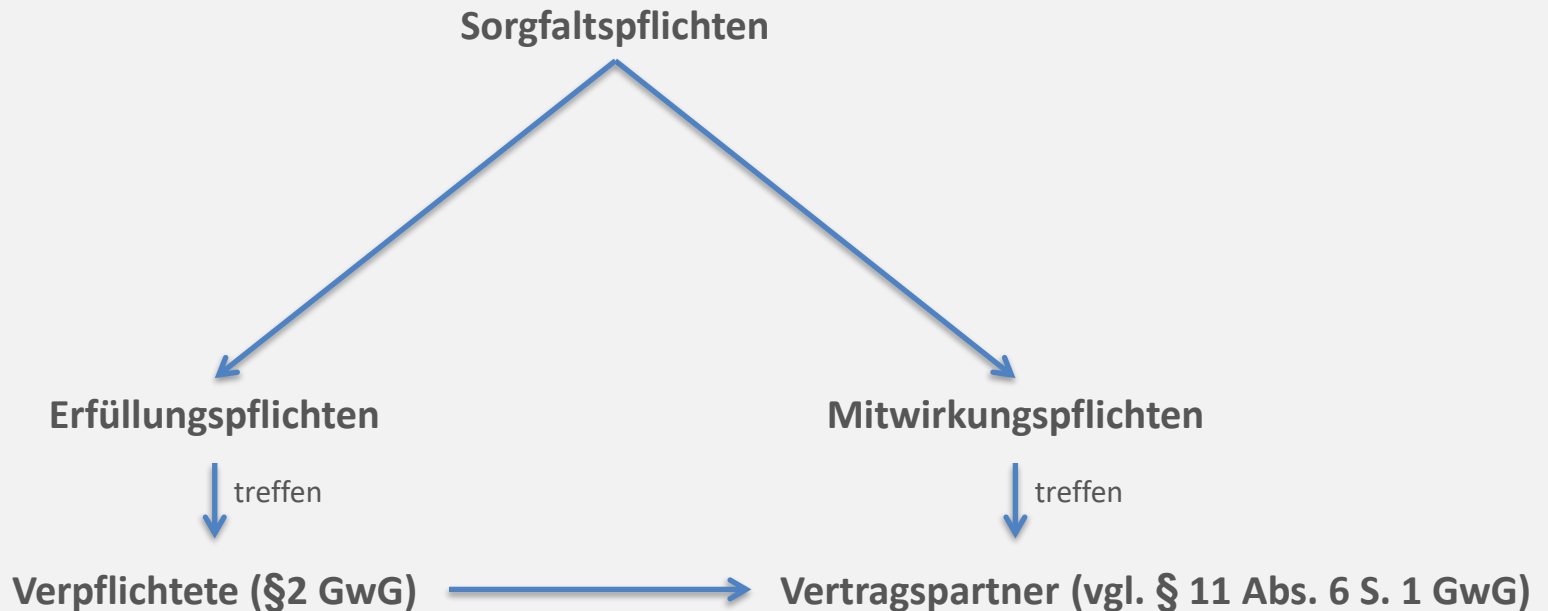 Sorgfaltspflichten
Erfüllungspflichten
Mitwirkungspflichten
treffen
treffen
Verpflichtete (§2 GwG)
Vertragspartner (vgl. § 11 Abs. 6 S. 1 GwG)